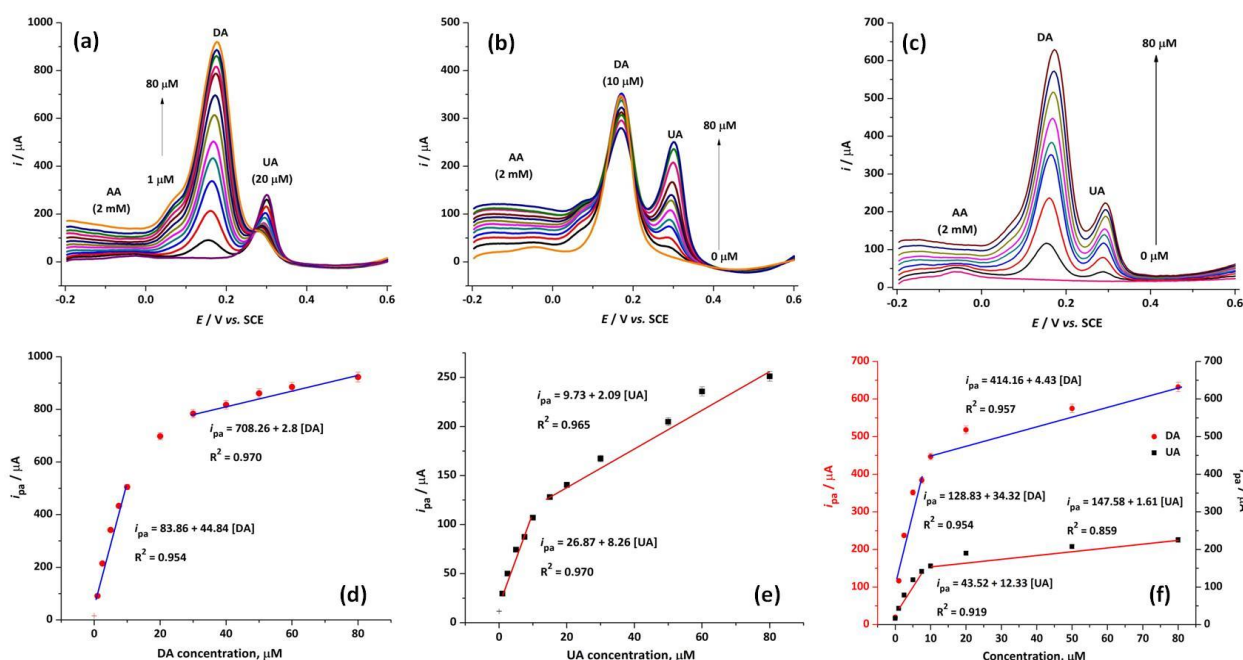 (a)
1000
800
600
400
200
0
i / µA
-0.2
0.0
0.2
0.4
0.6
E / V vs. SCE
DA
80 µM
1 µM
AA
(2 mM)
UA
(20 µM)
(b)
500
400
300
200
100
0
i / µA
-0.2
0.0
0.2
0.4
0.6
E / V vs. SCE
DA
(10 µM)
UA
80 µM
0 µM
AA
(2 mM)
(c)
700
600
500
400
300
200
100
50
0
i / µA
-0.2
0.0
0.2
0.4
0.6
E / V vs. SCE
DA
80 µM
UA
0 µM
AA
(2 mM)
1000
800
600
400
200
0
ipa / µA
0
20
40
60
80
DA concentration, µM
ipa = 708.26 + 2.8 [DA]
R² = 0.970
ipa = 83.86 + 44.84 [DA]
R² = 0.954
(d)
250
200
150
100
50
0
ipa / µA
0
20
40
60
80
UA concentration, µM
ipa = 9.73 + 2.09 [UA]
R² = 0.965
ipa = 26.87 + 8.26 [UA]
R² = 0.970
(e)
700
600
500
400
300
200
100
0
ipa / µA
700
600
500
400
300
200
100
0
0
20
40
60
80
Concentration, µM
ipa = 414.16 + 4.43 [DA]
R² = 0.957
DA
UA
ipa = 128.83 + 34.32 [DA]
R² = 0.954
ipa = 147.58 + 1.61 [UA]
R² = 0.859
ipa = 43.52 + 12.33 [UA]
R² = 0.919
(f)